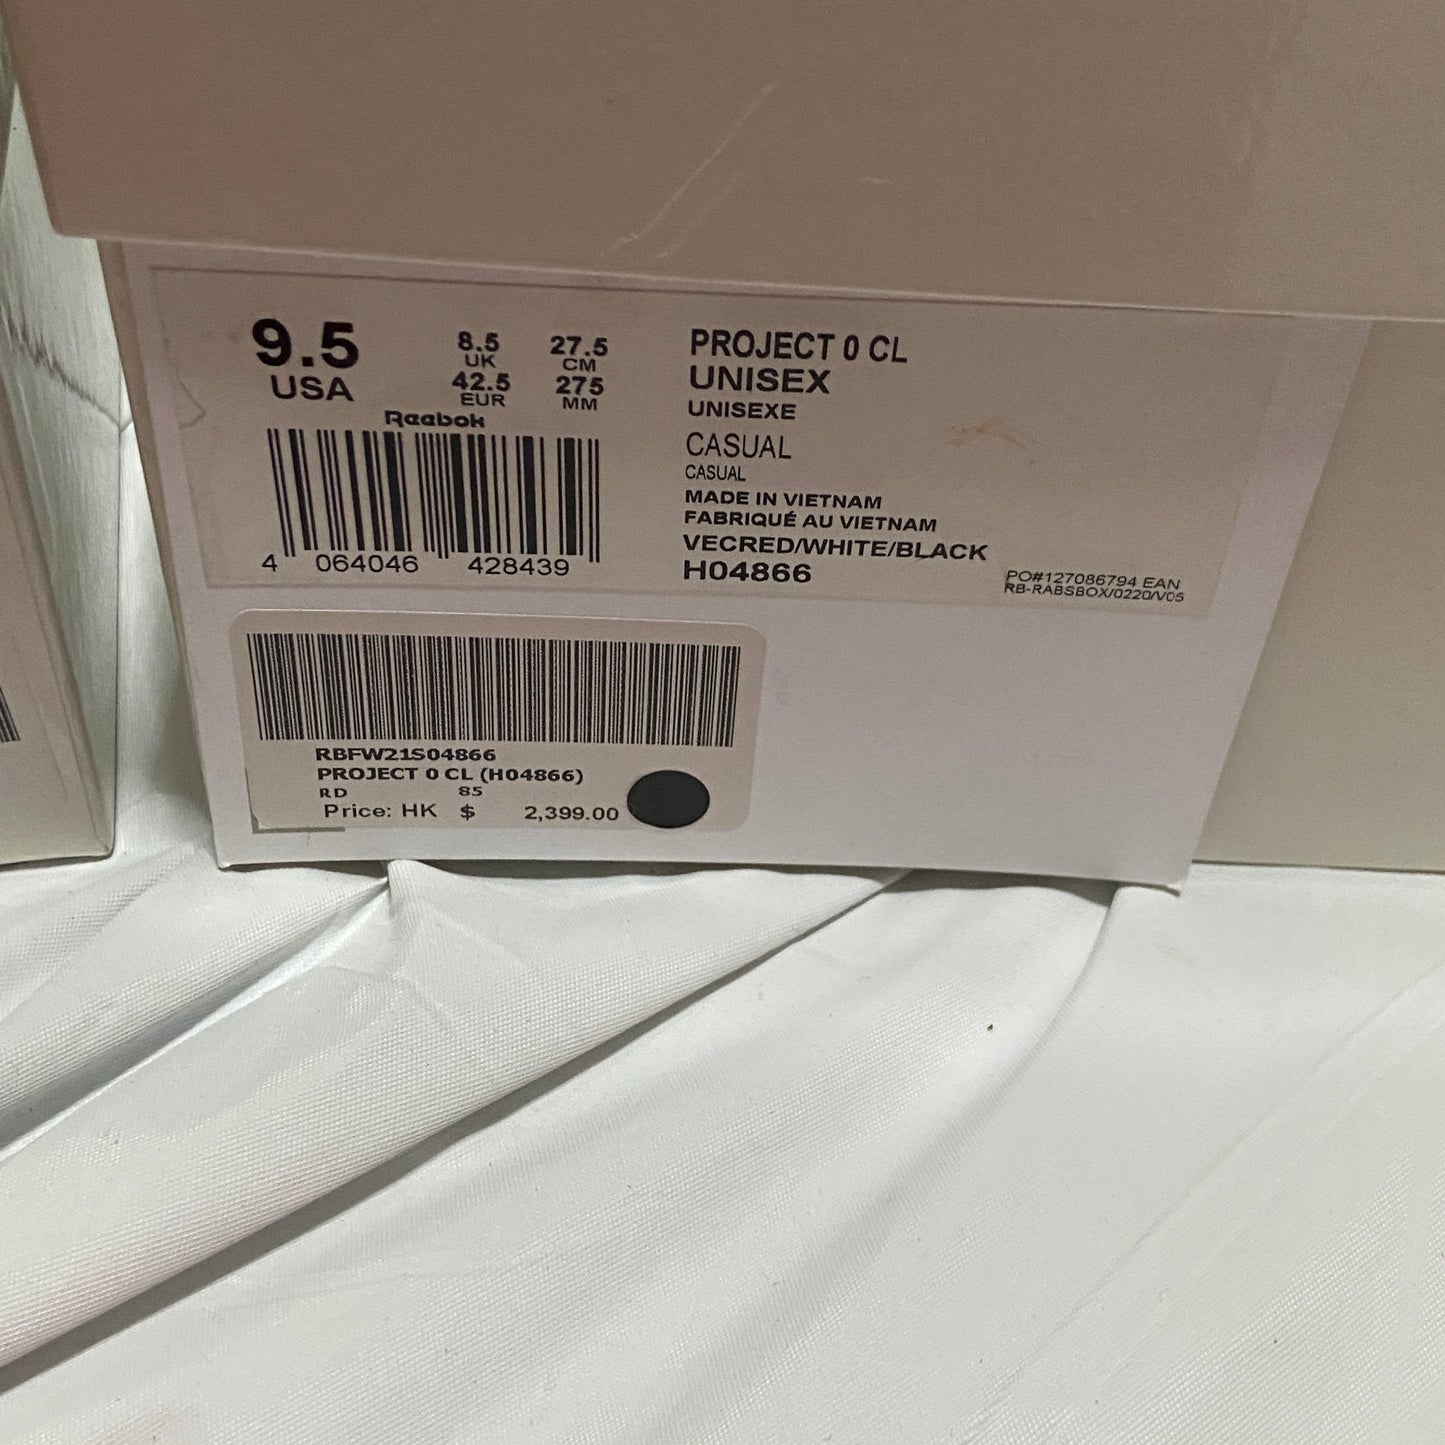 9.5
USA
8.5
UK
42.5
EUR
27.5
CM
275
MM
Reebok
4 064046 428439
PROJECT 0 CL
UNISEX
UNISEXE
CASUAL
CASUAL
MADE IN VIETNAM
FABRIQUÉ AU VIETNAM
VECRED/WHITE/BLACK
H04866
PO#127086794 EAN
RB-RABSBOX/0220/V05
RBFW21S04866
PROJECT 0 CL (H04866)
RD 85
Price: HK $ 2,399.00